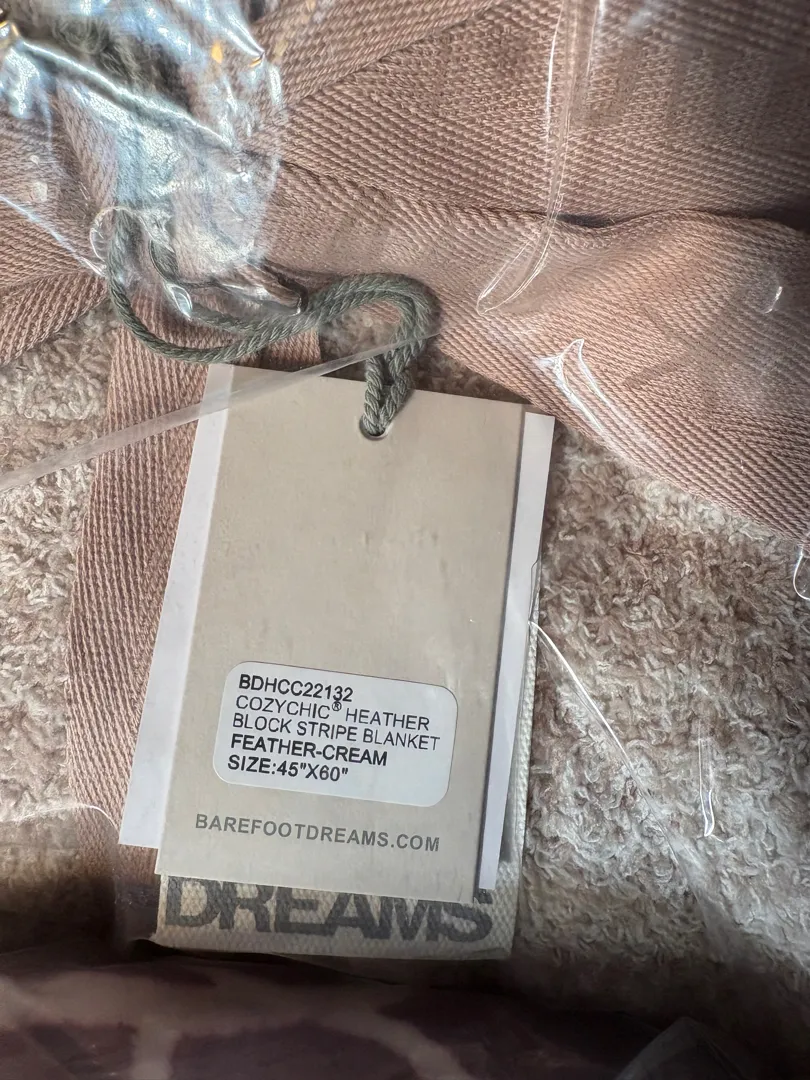 BDHCC22132
COZYCHIC® HEATHER
BLOCK STRIPE BLANKET
FEATHER-CREAM
SIZE:45"X60"
BAREFOOTDREAMS.COM
DREAMS